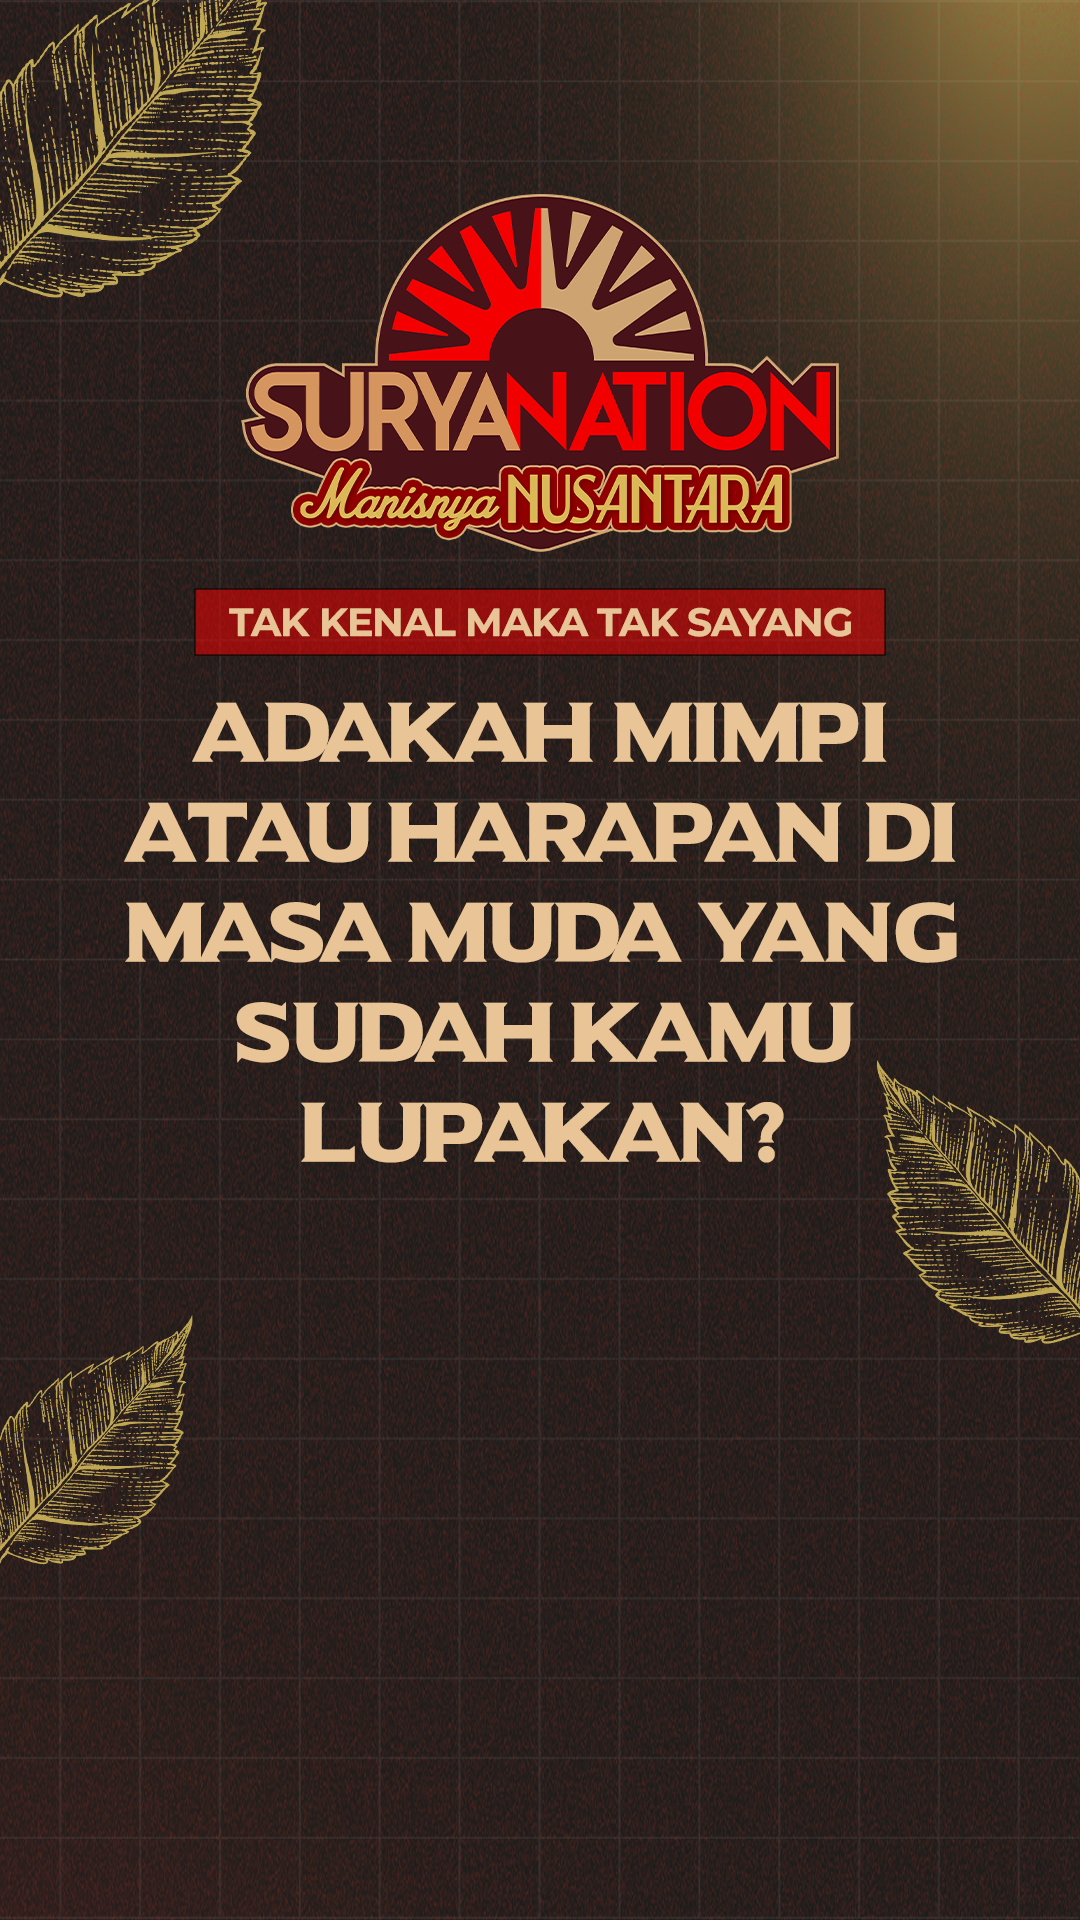 SURYANATION
Manisnya NUSANTARA
TAK KENAL MAKA TAK SAYANG
ADAKAH MIMPI
ATAU HARAPAN DI
MASA MUDA YANG
SUDAH KAMU
LUPAKAN?